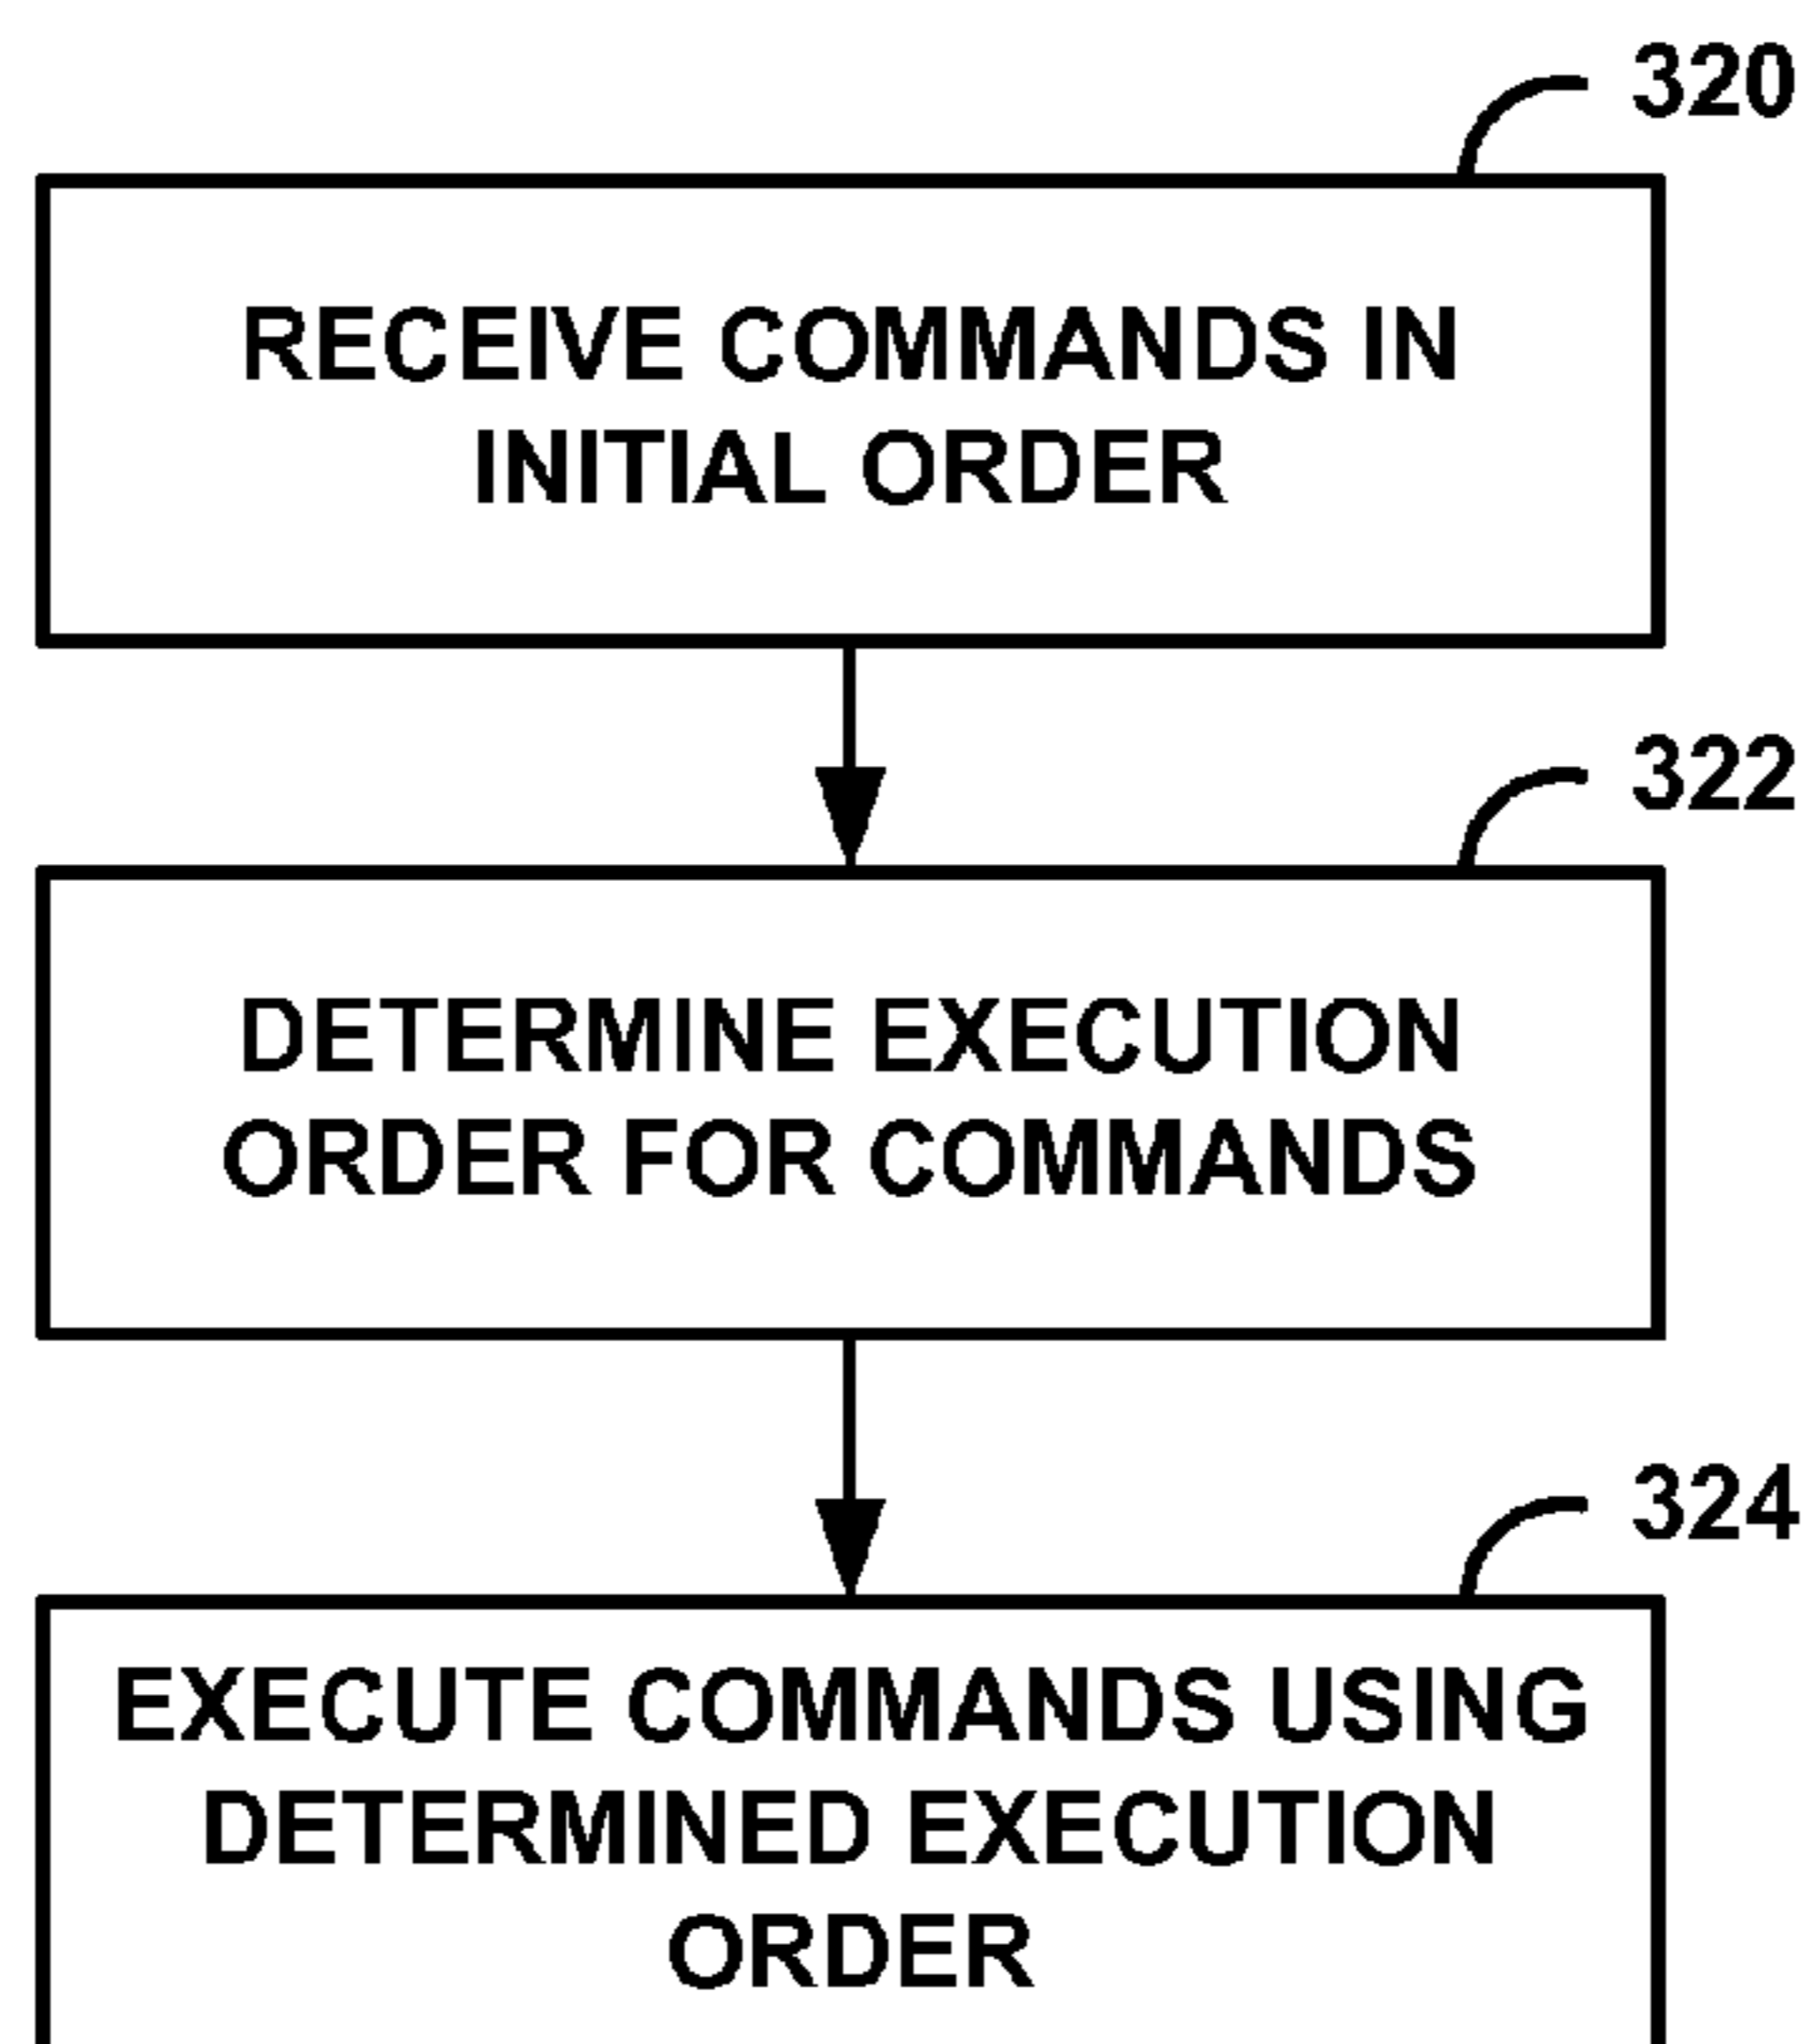 320
RECEIVE COMMANDS IN
INITIAL ORDER
322
DETERMINE EXECUTION
ORDER FOR COMMANDS
324
EXECUTE COMMANDS USING
DETERMINED EXECUTION
ORDER